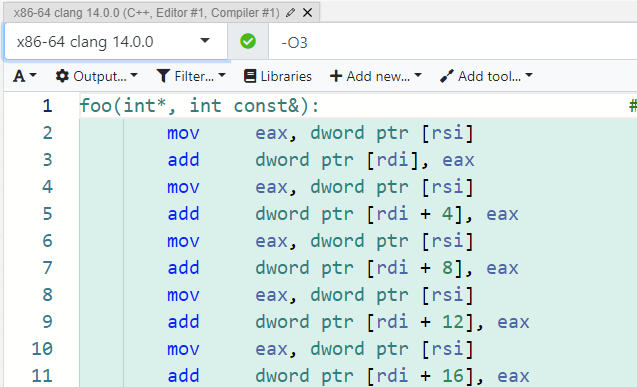 x86-64 clang 14.0.0 (C++, Editor #1, Compiler #1)
x86-64 clang 14.0.0 -O3
A Output... Filter... Libraries Add new... Add tool...
1 foo(int*, int const&): #
2 mov eax, dword ptr [rsi]
3 add dword ptr [rdi], eax
4 mov eax, dword ptr [rsi]
5 add dword ptr [rdi + 4], eax
6 mov eax, dword ptr [rsi]
7 add dword ptr [rdi + 8], eax
8 mov eax, dword ptr [rsi]
9 add dword ptr [rdi + 12], eax
10 mov eax, dword ptr [rsi]
11 add dword ptr [rdi + 16], eax